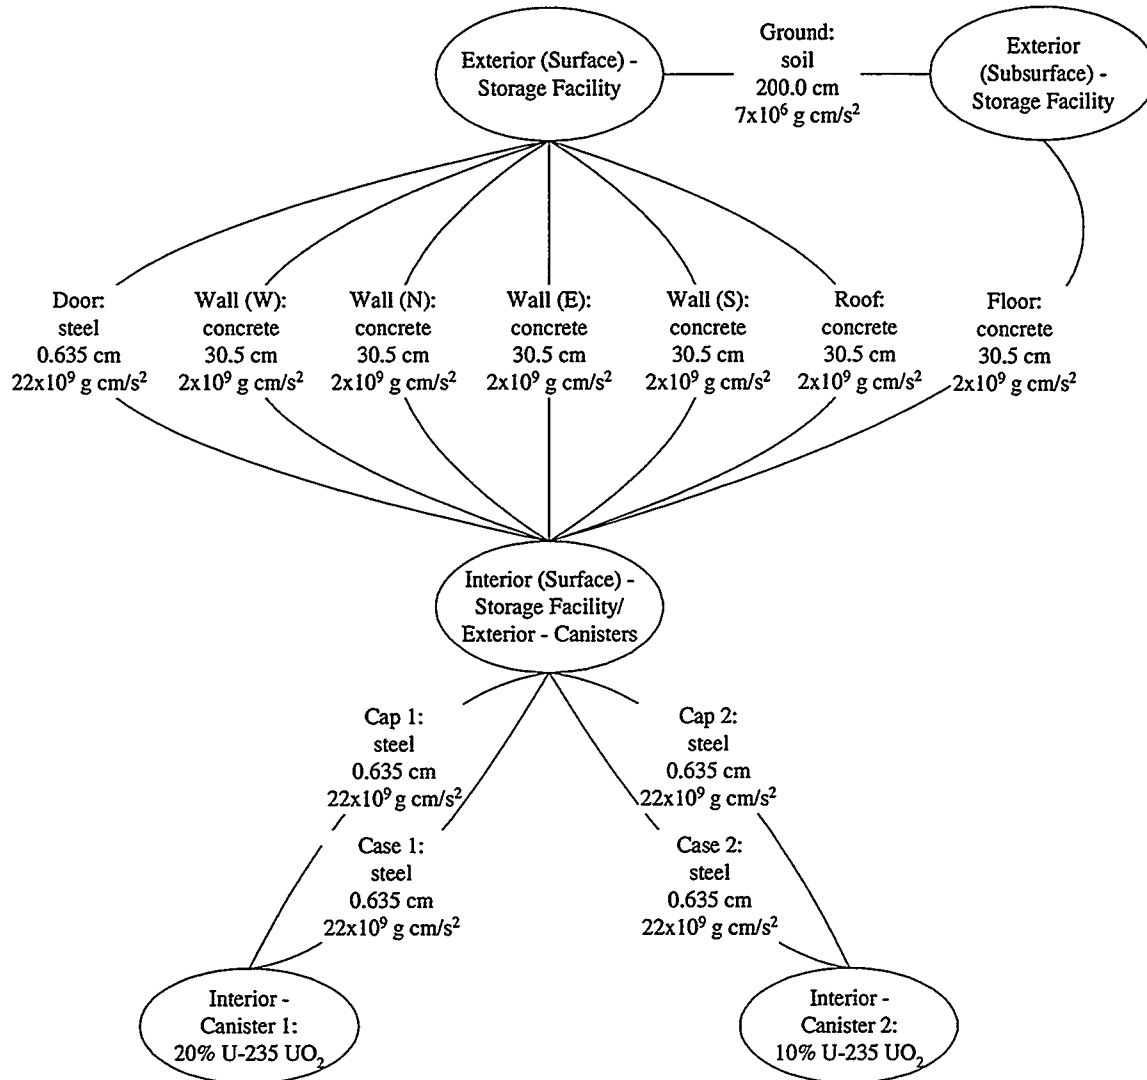 Exterior (Surface) -
Storage Facility
Ground:
soil
200.0 cm
7x10⁶ g cm/s²
Exterior
(Subsurface) -
Storage Facility
Door:
steel
0.635 cm
22x10⁹ g cm/s²
Wall (W):
concrete
30.5 cm
2x10⁹ g cm/s²
Wall (N):
concrete
30.5 cm
2x10⁹ g cm/s²
Wall (E):
concrete
30.5 cm
2x10⁹ g cm/s²
Wall (S):
concrete
30.5 cm
2x10⁹ g cm/s²
Roof:
concrete
30.5 cm
2x10⁹ g cm/s²
Floor:
concrete
30.5 cm
2x10⁹ g cm/s²
Interior (Surface) -
Storage Facility/
Exterior - Canisters
Cap 1:
steel
0.635 cm
22x10⁹ g cm/s²
Cap 2:
steel
0.635 cm
22x10⁹ g cm/s²
Case 1:
steel
0.635 cm
22x10⁹ g cm/s²
Case 2:
steel
0.635 cm
22x10⁹ g cm/s²
Interior -
Canister 1:
20% U-235 UO₂
Interior -
Canister 2:
10% U-235 UO₂